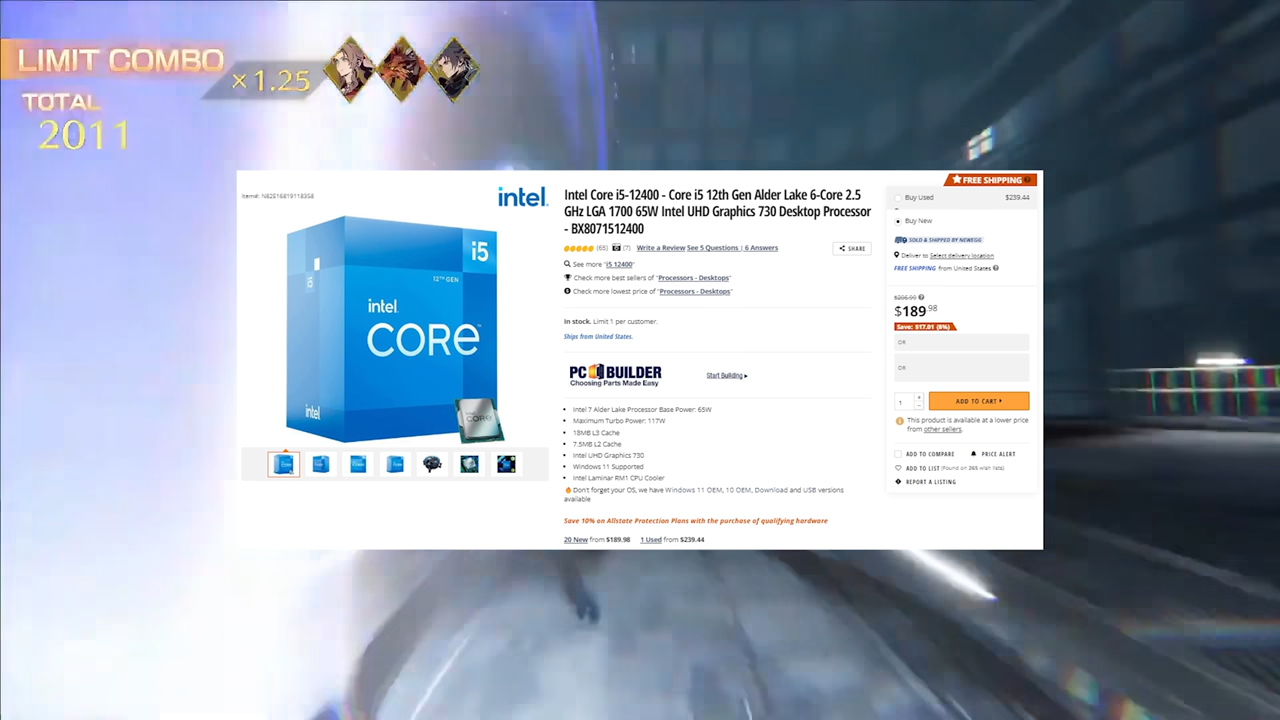 LIMIT COMBO
×1.25
TOTAL
2011
Item#: N82E16819118358
intel.
i5
i5
12TH GEN
intel.
CORE™
intel
CORE
Intel Core i5-12400 - Core i5 12th Gen Alder Lake 6-Core 2.5
GHz LGA 1700 65W Intel UHD Graphics 730 Desktop Processor
- BX8071512400
(65) (7) Write a Review See 5 Questions | 6 Answers
SHARE
See more "i5 12400"
Check more best sellers of "Processors - Desktops"
Check more lowest price of "Processors - Desktops"
In stock. Limit 1 per customer.
Ships from United States.
PC BUILDER
Choosing Parts Made Easy
Start Building ▸
• Intel 7 Alder Lake Processor Base Power: 65W
• Maximum Turbo Power: 117W
• 18MB L3 Cache
• 7.5MB L2 Cache
• Intel UHD Graphics 730
• Windows 11 Supported
• Intel Laminar RM1 CPU Cooler
Don't forget your OS, we have Windows 11 OEM, 10 OEM, Download and USB versions
available
Save 10% on Allstate Protection Plans with the purchase of qualifying hardware
20 New from $189.98 1 Used from $239.44
FREE SHIPPING
Buy Used $239.44
Buy New
SOLD & SHIPPED BY NEWEGG
Deliver to Select delivery location
FREE SHIPPING from United States
$206.99
$189.98
Save: $17.01 (8%)
OR
OR
1
+
−
ADD TO CART ▸
This product is available at a lower price
from other sellers.
ADD TO COMPARE
PRICE ALERT
ADD TO LIST (Found on 265 wish lists)
REPORT A LISTING